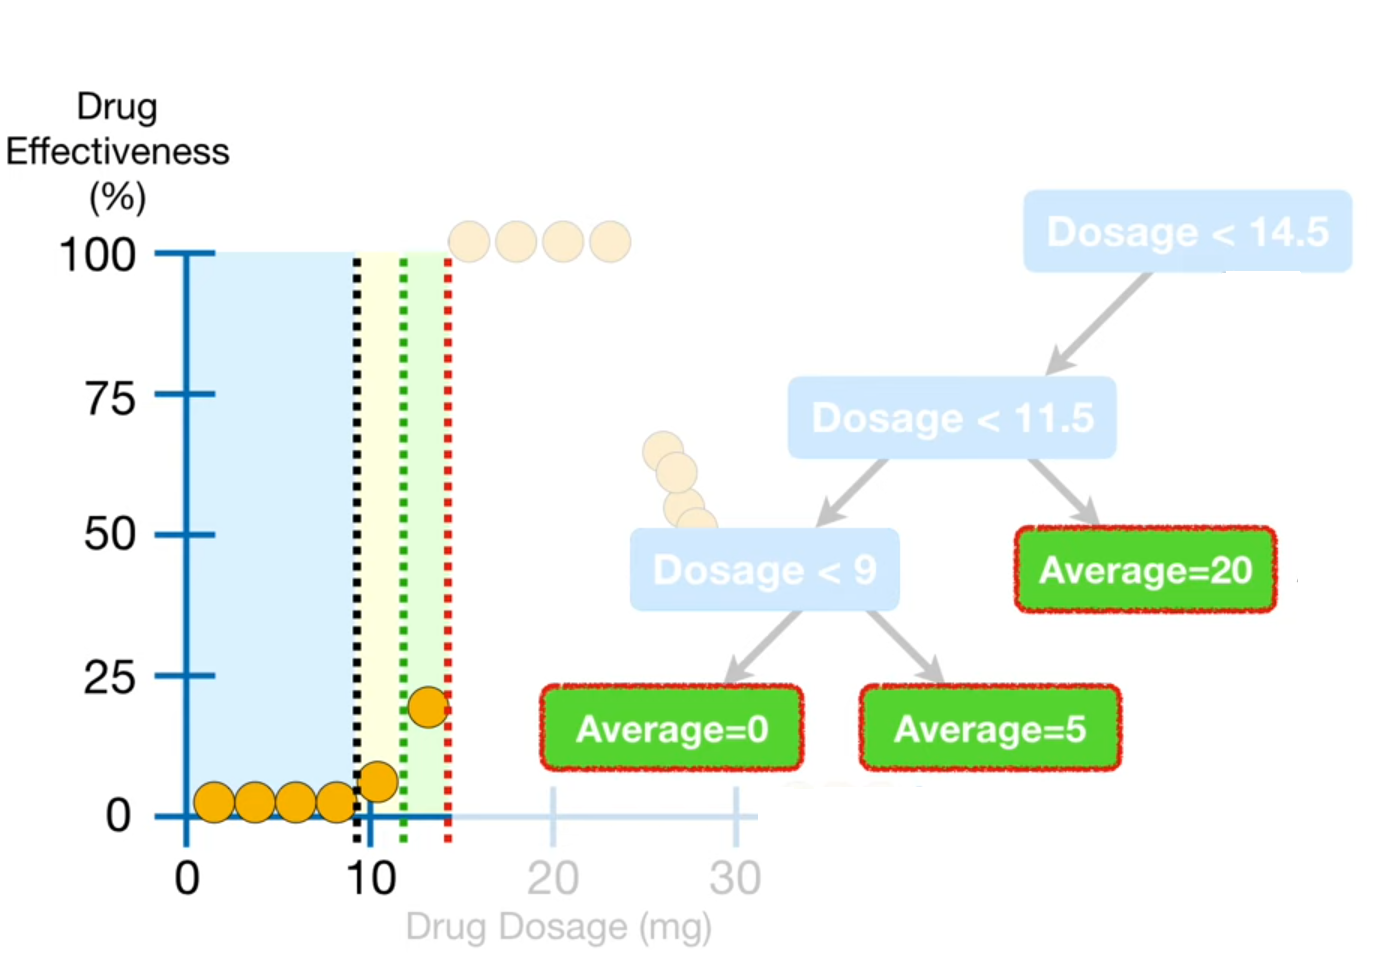 Drug
Effectiveness
(%)
100
75
50
25
0
0 10 20 30
Drug Dosage (mg)
Dosage < 14.5
Dosage < 11.5
Dosage < 9
Average=20
Average=0
Average=5